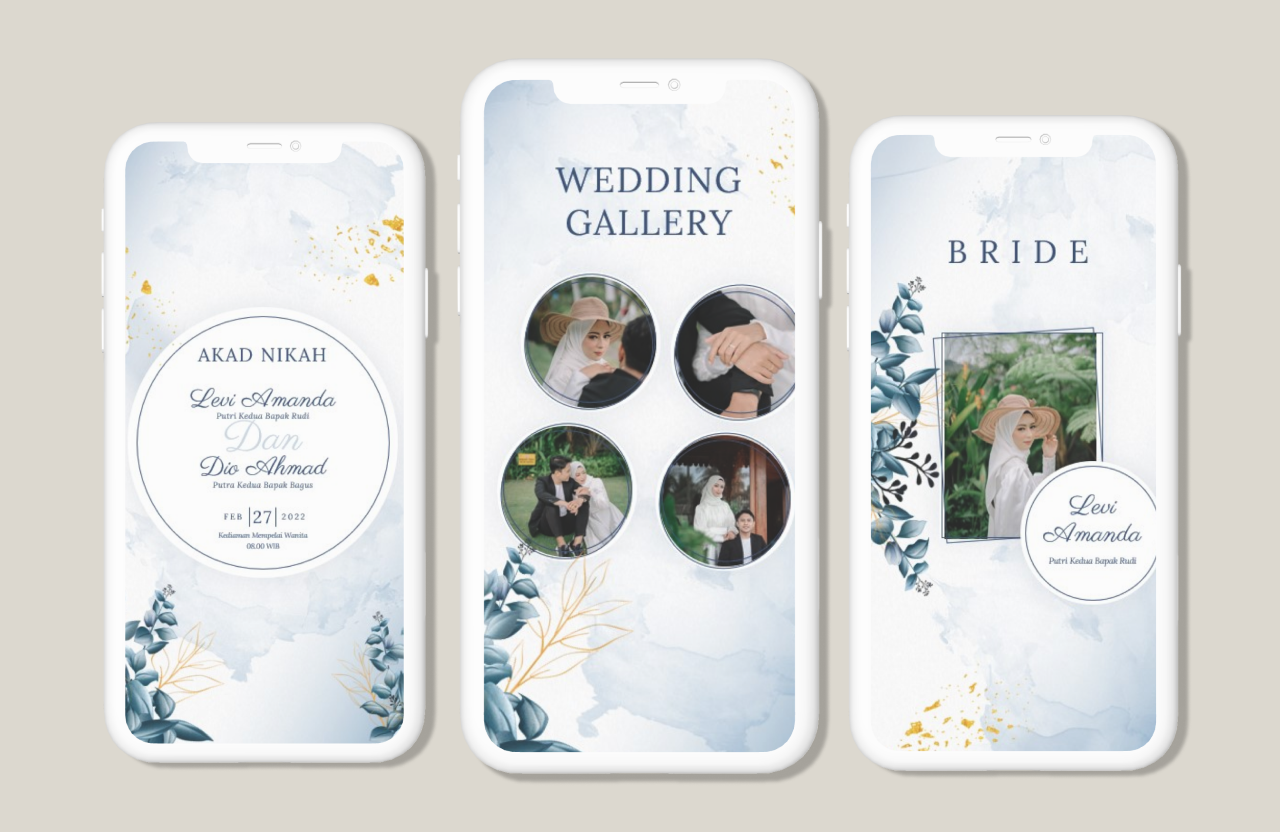 AKAD NIKAH
Levi Amanda
Putri Kedua Bapak Rudi
Dan
Dio Ahmad
Putra Kedua Bapak Bagus
FEB 27 2022
Kediaman Mempelai Wanita
08.00 WIB
WEDDING
GALLERY
BRIDE
Levi
Amanda
Putri Kedua Bapak Rudi